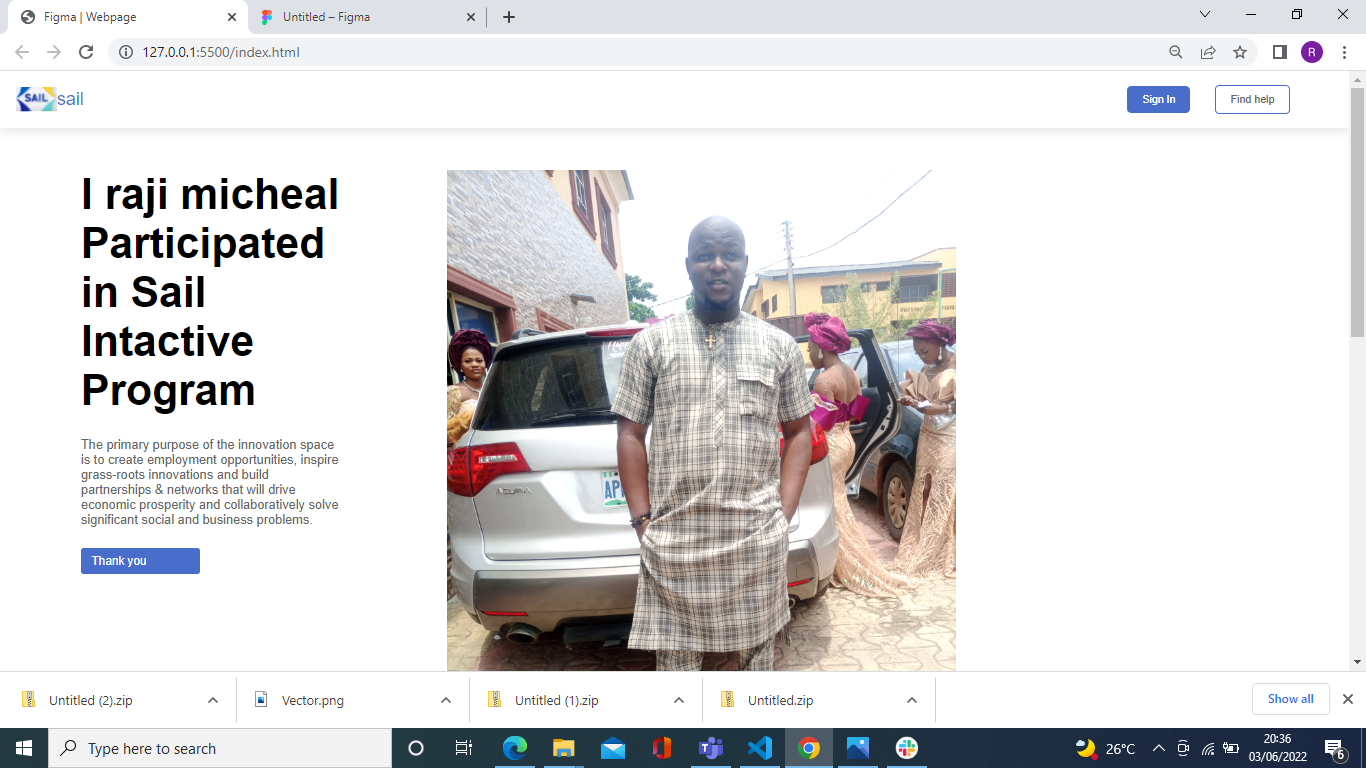 Figma | Webpage
Untitled – Figma
127.0.0.1:5500/index.html
R
SAIL
sail
Sign In
Find help
I raji micheal
Participated
in Sail
Intactive
Program
The primary purpose of the innovation space
is to create employment opportunities, inspire
grass-roots innovations and build
partnerships & networks that will drive
economic prosperity and collaboratively solve
significant social and business problems.
Thank you
ACURA
Untitled (2).zip
Vector.png
Untitled (1).zip
Untitled.zip
Show all
Type here to search
26°C
20:36
03/06/2022
6